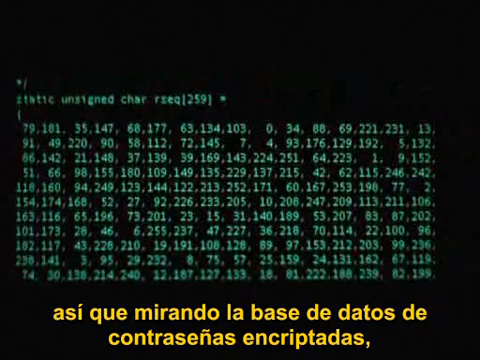 */
static unsigned char rseq[259] =
{
79,181, 35,147, 68,177, 63,134,103, 0, 34, 88, 69,221,231, 13,
91, 49,220, 90, 58,112, 72,145, 7, 4, 93,176,129,192, 5,132,
86,142, 21,148, 37,139, 39,169,143,224,251, 64,223, 1, 9,152,
51, 66, 98,155,180,109,149,135,229,137,215, 42, 62,115,246,242,
118,160, 94,249,123,144,122,213,252,171, 60,167,253,198, 77, 2,
154,174,168, 52, 27, 92,226,233,205, 10,208,247,209,113,211,106,
163,116, 65,196, 73,201, 23, 15, 31,140,189, 53,207, 83, 87,202,
101,173, 28, 46, 6,255,237, 47,227, 36,218, 70,114, 22,100, 96,
182,117, 43,228,210, 19,191,108,128, 89, 97,153,212,203, 99,236,
238,141, 3, 95, 29,232, 8, 75, 57, 25,159, 24,131,162, 67,119,
74, 30,138,214,240, 12,187,127,133, 18, 81,222,188,239, 82,199,
así que mirando la base de datos de
contraseñas encriptadas,